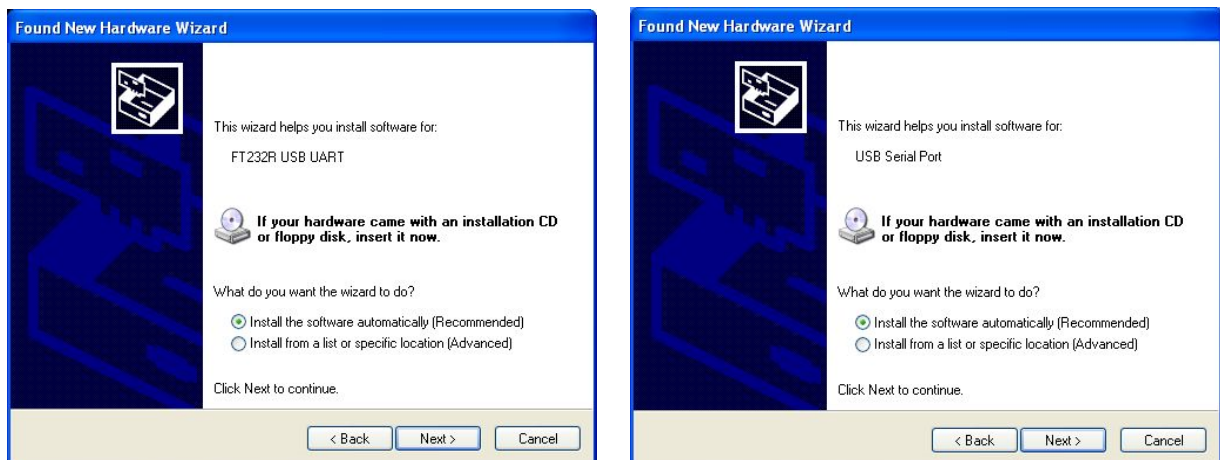 Found New Hardware Wizard
This wizard helps you install software for:
FT232R USB UART
If your hardware came with an installation CD
or floppy disk, insert it now.
What do you want the wizard to do?
Install the software automatically (Recommended)
Install from a list or specific location (Advanced)
Click Next to continue.
< Back
Next >
Cancel
Found New Hardware Wizard
This wizard helps you install software for:
USB Serial Port
If your hardware came with an installation CD
or floppy disk, insert it now.
What do you want the wizard to do?
Install the software automatically (Recommended)
Install from a list or specific location (Advanced)
Click Next to continue.
< Back
Next >
Cancel